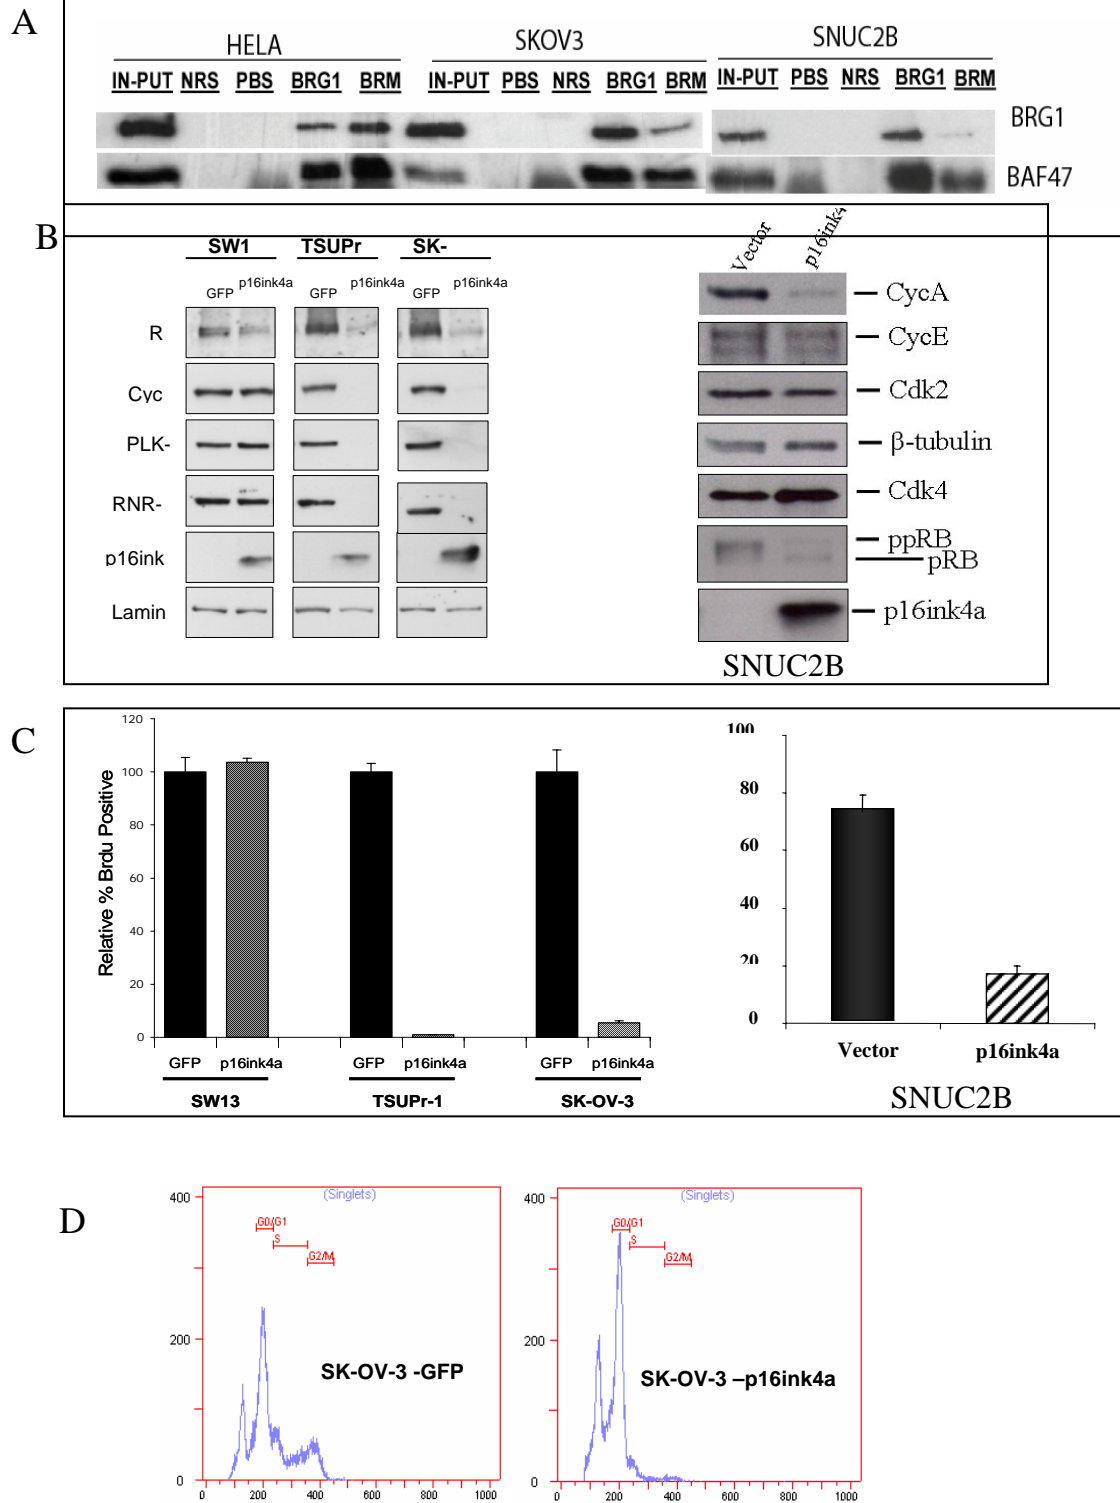 A
HELA SKOV3 SNUC2B
IN-PUT NRS PBS BRG1 BRM IN-PUT PBS NRS BRG1 BRM IN-PUT PBS NRS BRG1 BRM
BRG1
BAF47
B
SW1 TSUPr SK-
GFP p16ink4a GFP p16ink4a GFP p16ink4a
R
Cyc
PLK-
RNR-
p16ink
Lamin
Vector p16ink4
CycA
CycE
Cdk2
β-tubulin
Cdk4
ppRB
pRB
p16ink4a
SNUC2B
C
Relative % Brdu Positive
120
100
80
60
40
20
0
GFP p16ink4a GFP p16ink4a GFP p16ink4a
SW13 TSUPr-1 SK-OV-3
100
80
60
40
20
0
Vector p16ink4a
SNUC2B
D
(Singlets)
400
200
0
G0/G1
S
G2/M
SK-OV-3 -GFP
0 200 400 600 800 1000
(Singlets)
400
200
0
G0/G1
S
G2/M
SK-OV-3 –p16ink4a
0 200 400 600 800 1000